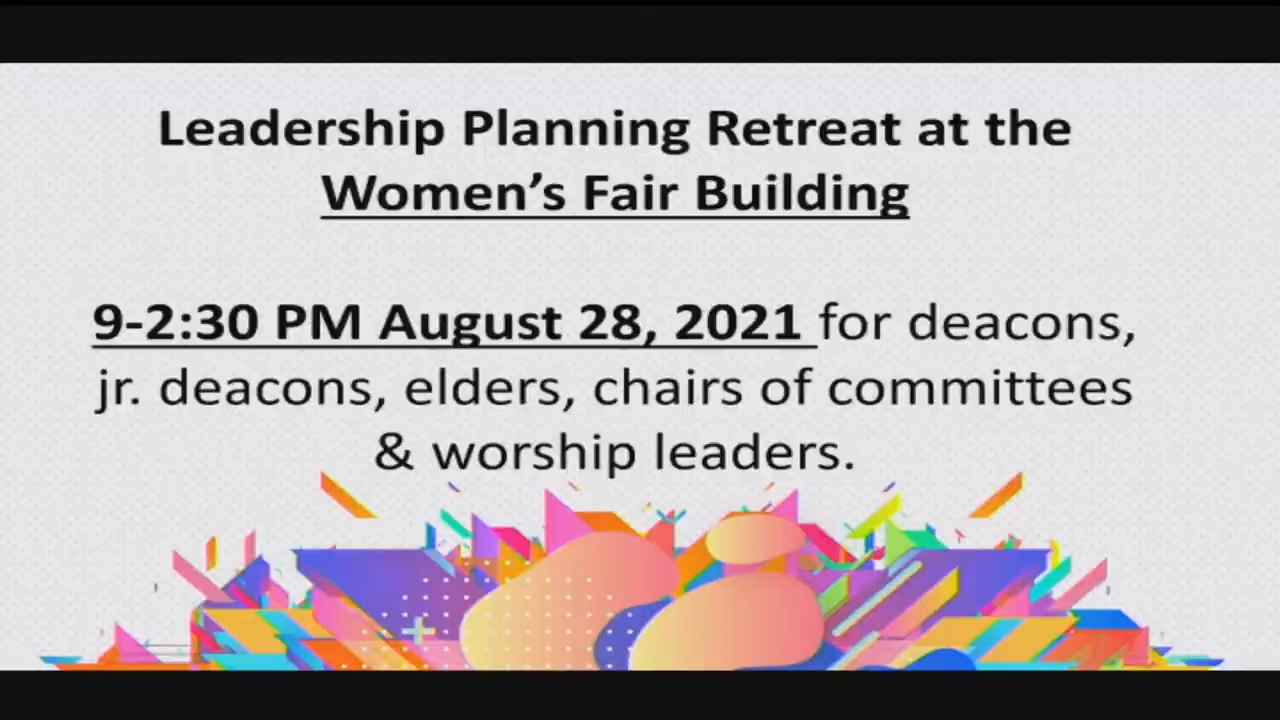 Leadership Planning Retreat at the
Women’s Fair Building
9-2:30 PM August 28, 2021 for deacons,
jr. deacons, elders, chairs of committees
& worship leaders.